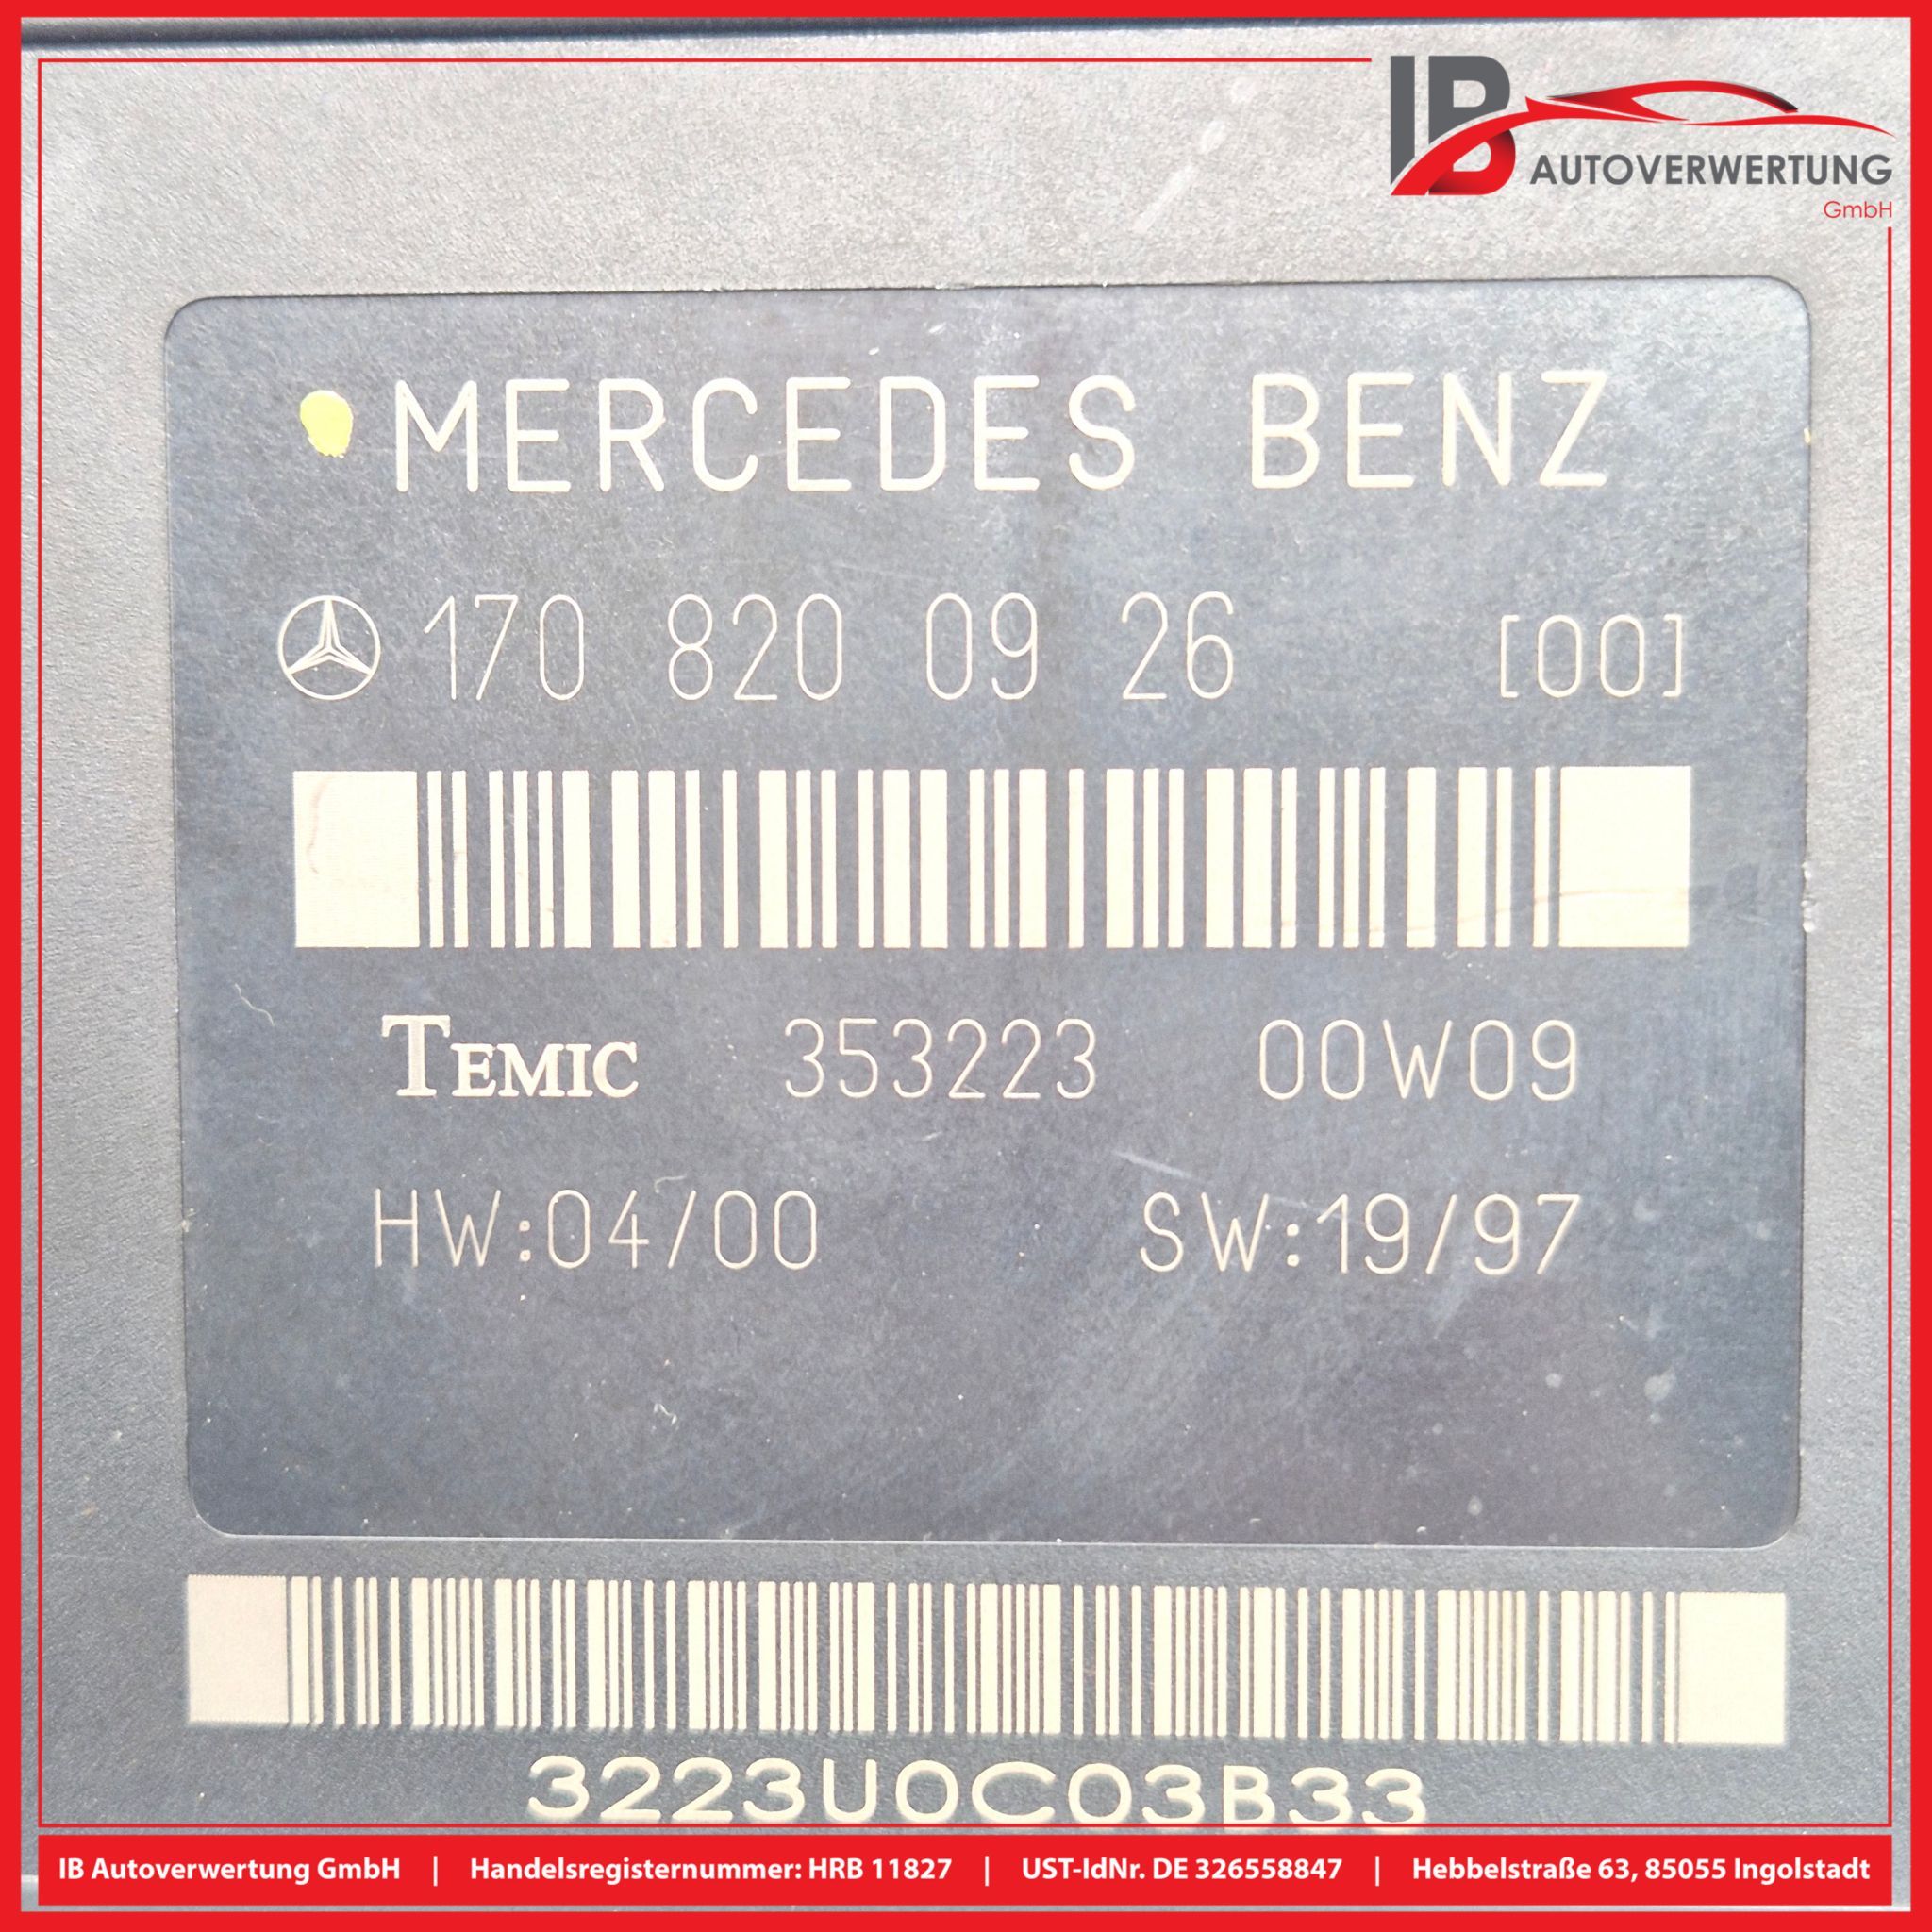 IB
AUTOVERWERTUNG
GmbH
MERCEDES BENZ
170 820 09 26 [00]
TEMIC 353223 00W09
HW:04/00 SW:19/97
3223U0C03B33
IB Autoverwertung GmbH | Handelsregisternummer: HRB 11827 | UST-IdNr. DE 326558847 | Hebbelstraße 63, 85055 Ingolstadt